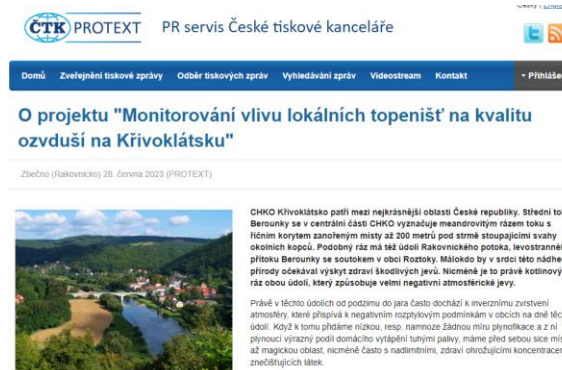 ČTK PROTEXT PR servis České tiskové kanceláře
Domů Zveřejnění tiskové zprávy Odběr tiskových zpráv Vyhledávání zpráv Videostream Kontakt Přihlášen
O projektu "Monitorování vlivu lokálních topenišť na kvalitu
ozvduší na Křivoklátsku"
Zbečno (Rakovnicko) 28. června 2023 (PROTEXT)
CHKO Křivoklátsko patří mezi nejkrásnější oblasti České republiky. Střední to
Berounky se v centrální části CHKO vyznačuje meandrovitým rázem toku s
říčním korytem zanořeným místy až 200 metrů pod strmě stoupajícími svahy
okolních kopců. Podobný ráz má též údolí Rakovnického potoka, levostrannéh
přítoku Berounky se soutokem v obci Roztoky. Málokdo by v srdci této nádhe
přírody očekával výskyt zdraví škodlivých jevů. Nicméně je to právě kotlinový
ráz obou údolí, který způsobuje velmi negativní atmosférické jevy.
Právě v těchto údolích od podzimu do jara často dochází k inverznímu zvrstvení
atmosféry, které přispívá k negativním rozptylovým podmínkám v obcích na dně těc
údolí. Když k tomu přidáme nízkou, resp. namnoze žádnou míru plynofikace a z ní
plynoucí výrazný podíl domácího vytápění tuhými palivy, máme před sebou sice mís
až magickou oblast, nicméně často s nadlimitními, zdraví ohrožujícími koncentracem
znečišťujících látek.